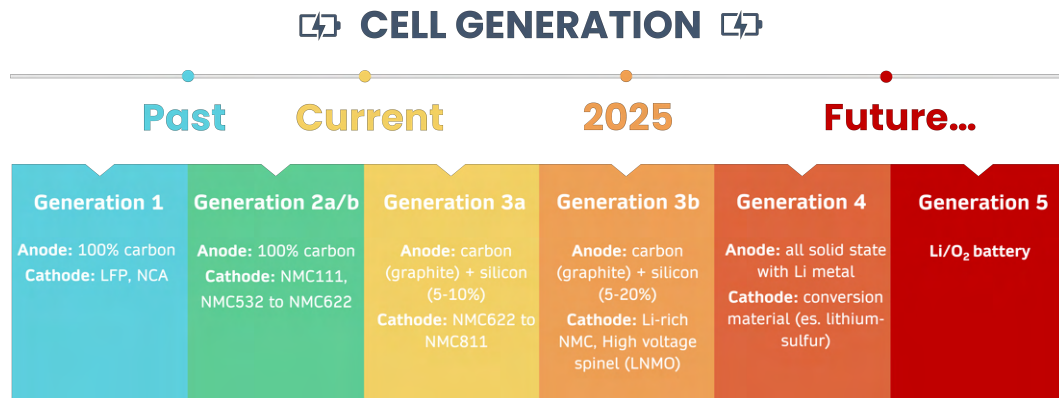 CELL GENERATION
Past
Current
2025
Future...
Generation 1
Anode: 100% carbon
Cathode: LFP, NCA
Generation 2a/b
Anode: 100% carbon
Cathode: NMC111,
NMC532 to NMC622
Generation 3a
Anode: carbon
(graphite) + silicon
(5-10%)
Cathode: NMC622 to
NMC811
Generation 3b
Anode: carbon
(graphite) + silicon
(5-20%)
Cathode: Li-rich
NMC, High voltage
spinel (LNMO)
Generation 4
Anode: all solid state
with Li metal
Cathode: conversion
material (es. lithium-
sulfur)
Generation 5
Li/O₂ battery